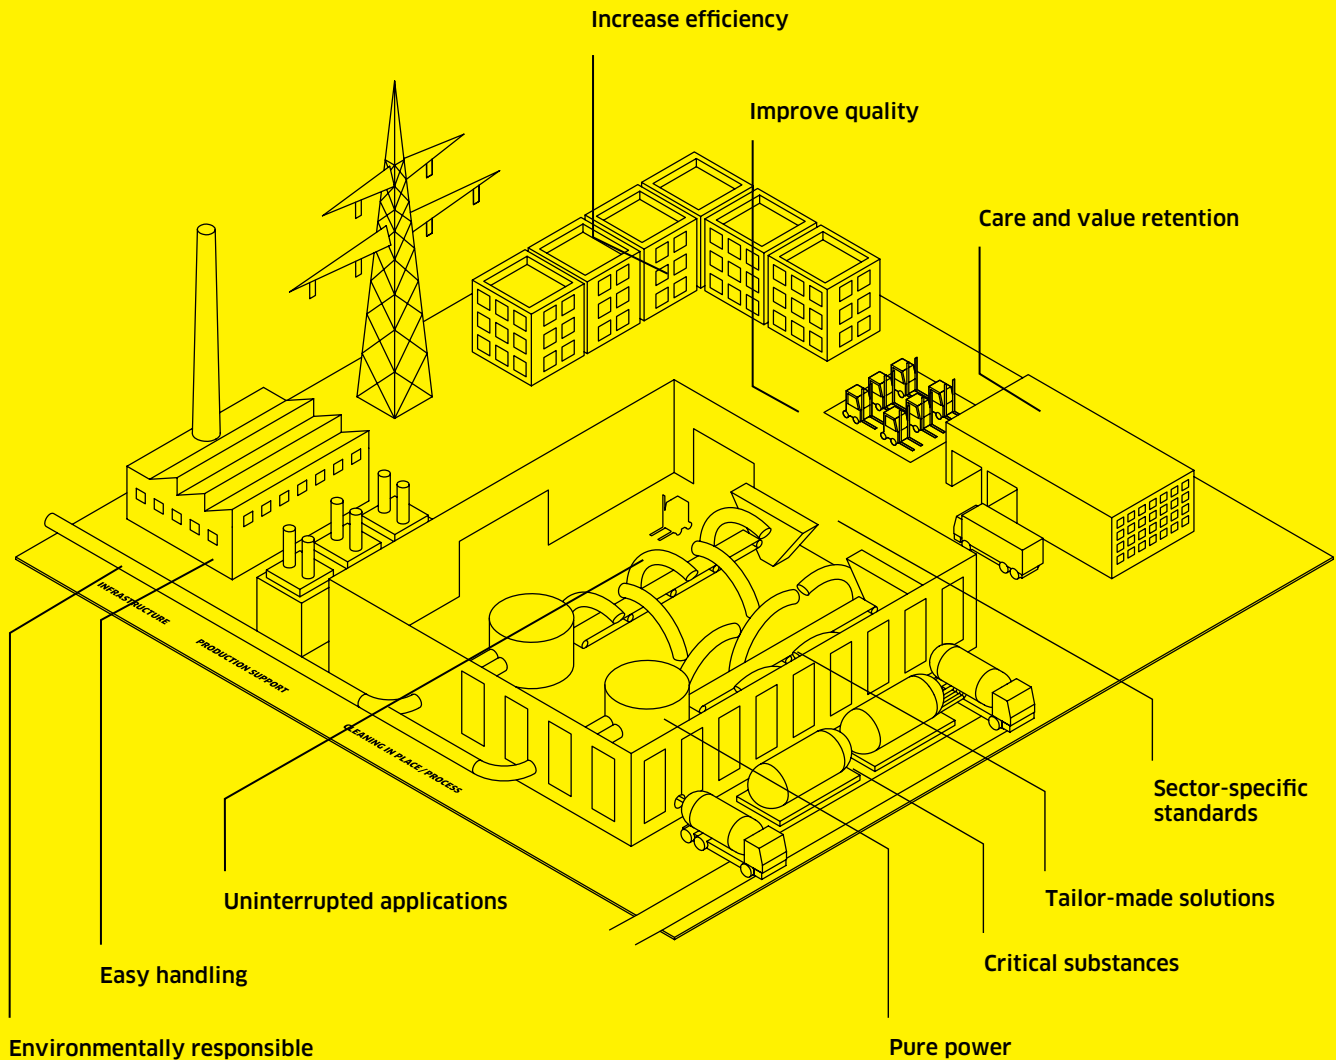 Increase efficiency
Improve quality
Care and value retention
INFRASTRUCTURE
PRODUCTION SUPPORT
CLEANING IN PLACE/PROCESS
Sector-specific
standards
Uninterrupted applications
Tailor-made solutions
Critical substances
Easy handling
Environmentally responsible
Pure power